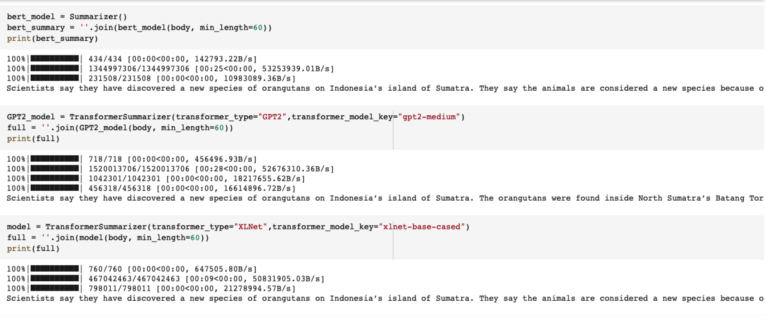 bert_model = Summarizer()
bert_summary = ''.join(bert_model(body, min_length=60))
print(bert_summary)
100%|██████████| 434/434 [00:00<00:00, 142793.22B/s]
100%|██████████| 1344997306/1344997306 [00:25<00:00, 53253939.01B/s]
100%|██████████| 231508/231508 [00:00<00:00, 10983089.36B/s]
Scientists say they have discovered a new species of orangutans on Indonesia's island of Sumatra. They say the animals are considered a new species because o
GPT2_model = TransformerSummarizer(transformer_type="GPT2",transformer_model_key="gpt2-medium")
full = ''.join(GPT2_model(body, min_length=60))
print(full)
100%|██████████| 718/718 [00:00<00:00, 456496.93B/s]
100%|██████████| 1520013706/1520013706 [00:28<00:00, 52676310.36B/s]
100%|██████████| 1042301/1042301 [00:00<00:00, 18217655.62B/s]
100%|██████████| 456318/456318 [00:00<00:00, 16614896.72B/s]
Scientists say they have discovered a new species of orangutans on Indonesia's island of Sumatra. The orangutans were found inside North Sumatra's Batang Tor
model = TransformerSummarizer(transformer_type="XLNet",transformer_model_key="xlnet-base-cased")
full = ''.join(model(body, min_length=60))
print(full)
100%|██████████| 760/760 [00:00<00:00, 647505.80B/s]
100%|██████████| 467042463/467042463 [00:09<00:00, 50831905.03B/s]
100%|██████████| 798011/798011 [00:00<00:00, 21278994.57B/s]
Scientists say they have discovered a new species of orangutans on Indonesia's island of Sumatra. They say the animals are considered a new species because o